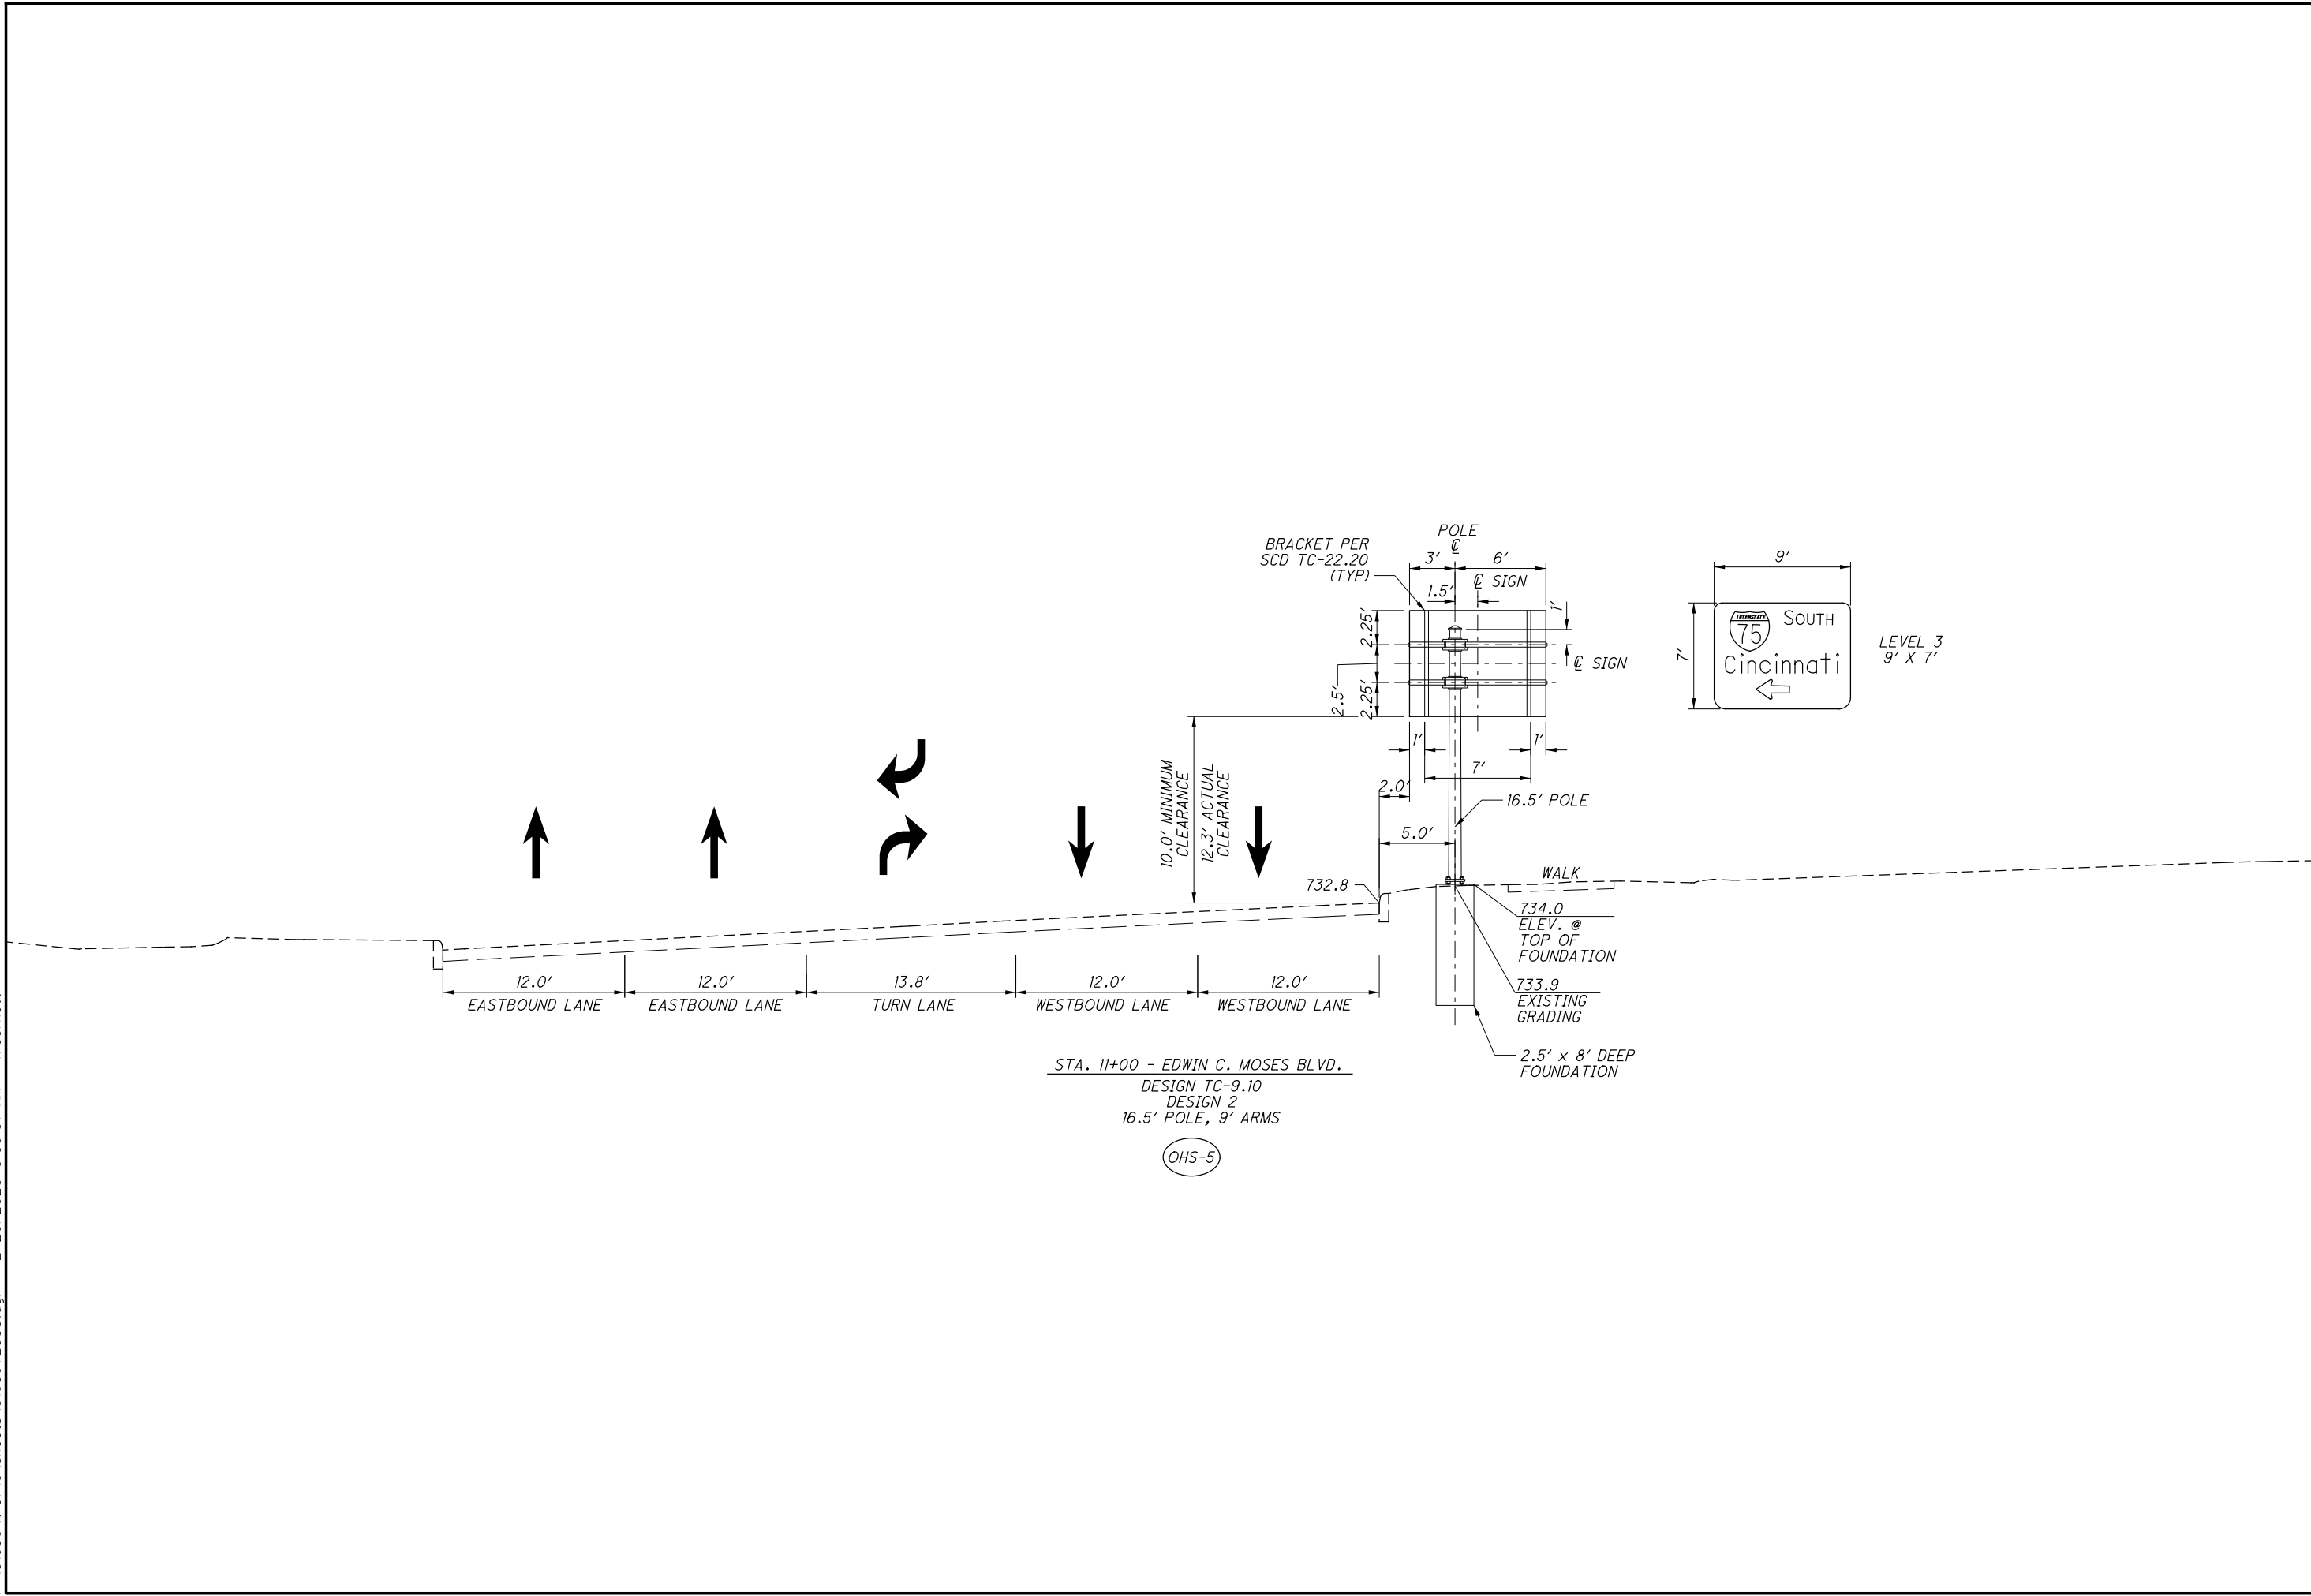 POLE
℄
BRACKET PER
SCD TC-22.20
(TYP)
3'
6'
1.5'
℄ SIGN
1'
2.25'
2.5'
2.25'
℄ SIGN
9'
7'
INTERSTATE
75
SOUTH
Cincinnati
LEVEL 3
9' X 7'
1'
1'
7'
2.0'
10.0' MINIMUM
CLEARANCE
12.3' ACTUAL
CLEARANCE
16.5' POLE
5.0'
732.8
WALK
734.0
ELEV. @
TOP OF
FOUNDATION
733.9
EXISTING
GRADING
2.5' x 8' DEEP
FOUNDATION
12.0'
EASTBOUND LANE
12.0'
EASTBOUND LANE
13.8'
TURN LANE
12.0'
WESTBOUND LANE
12.0'
WESTBOUND LANE
STA. 11+00 - EDWIN C. MOSES BLVD.
DESIGN TC-9.10
DESIGN 2
16.5' POLE, 9' ARMS
OHS-5